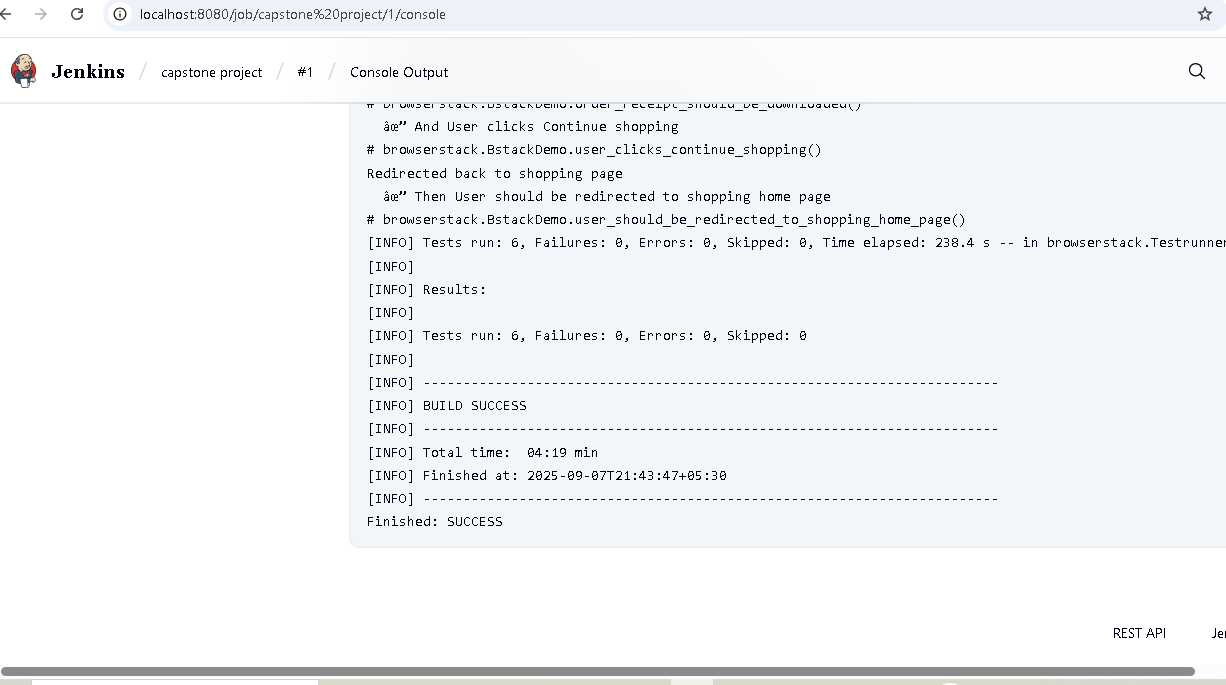 localhost:8080/job/capstone%20project/1/console
Jenkins / capstone project / #1 / Console Output
# browserstack.BstackDemo.order_receipt_should_be_downloaded()
âœ” And User clicks Continue shopping
# browserstack.BstackDemo.user_clicks_continue_shopping()
Redirected back to shopping page
âœ” Then User should be redirected to shopping home page
# browserstack.BstackDemo.user_should_be_redirected_to_shopping_home_page()
[INFO] Tests run: 6, Failures: 0, Errors: 0, Skipped: 0, Time elapsed: 238.4 s -- in browserstack.Testrunner
[INFO]
[INFO] Results:
[INFO]
[INFO] Tests run: 6, Failures: 0, Errors: 0, Skipped: 0
[INFO]
[INFO] ------------------------------------------------------------------------
[INFO] BUILD SUCCESS
[INFO] ------------------------------------------------------------------------
[INFO] Total time:  04:19 min
[INFO] Finished at: 2025-09-07T21:43:47+05:30
[INFO] ------------------------------------------------------------------------
Finished: SUCCESS
REST API